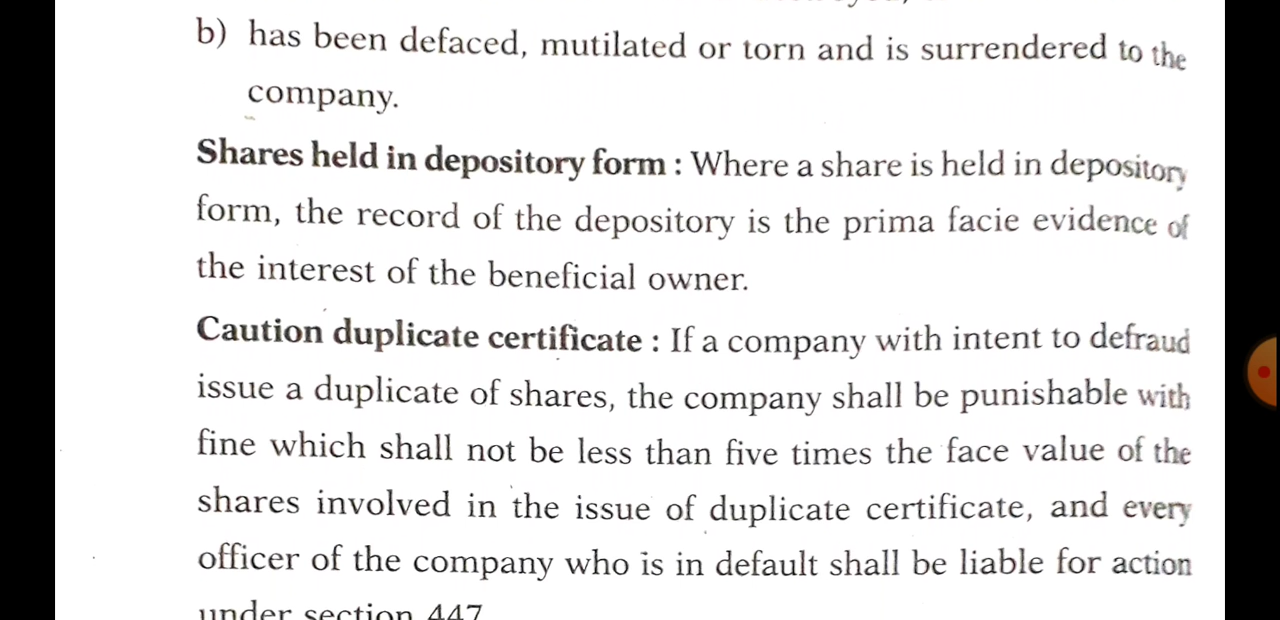 b) has been defaced, mutilated or torn and is surrendered to the
company.
Shares held in depository form : Where a share is held in depository
form, the record of the depository is the prima facie evidence of
the interest of the beneficial owner.
Caution duplicate certificate : If a company with intent to defraud
issue a duplicate of shares, the company shall be punishable with
fine which shall not be less than five times the face value of the
shares involved in the issue of duplicate certificate, and every
officer of the company who is in default shall be liable for action
under section 447